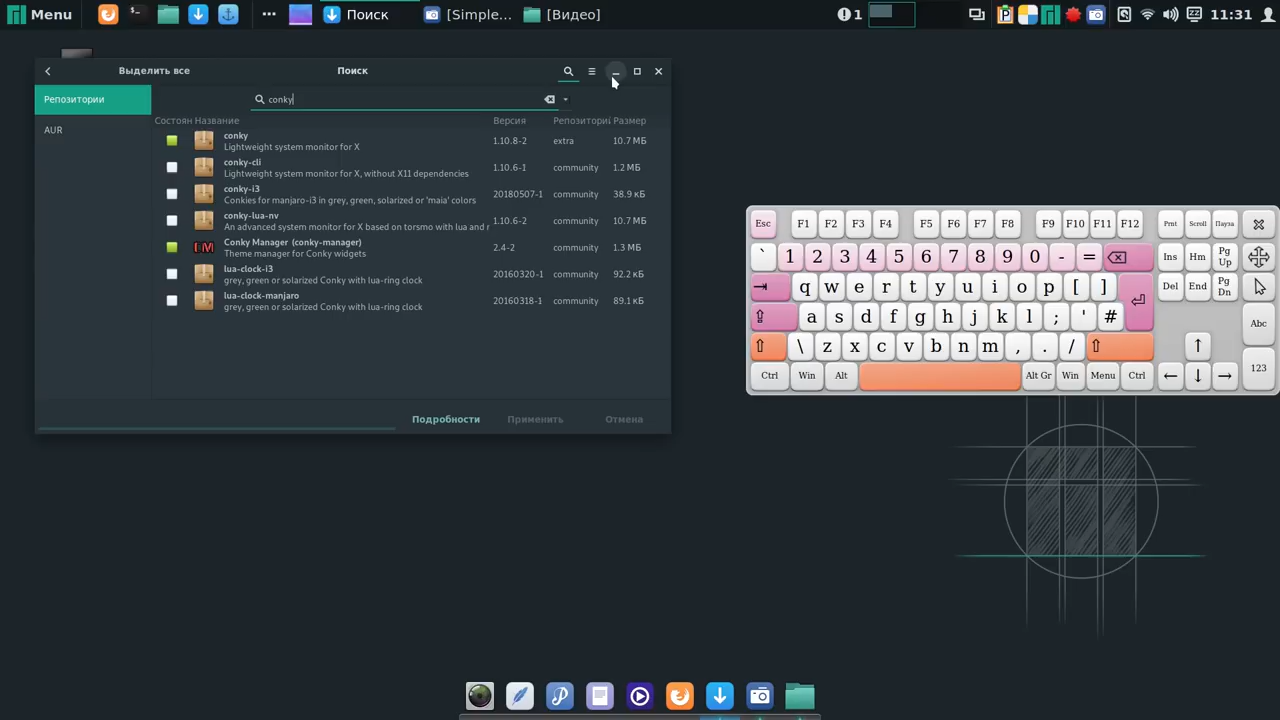 Menu
Поиск
[Simple...
[Видео]
1
11:31
Выделить все
Поиск
Репозитории
AUR
conky
Состоян Название Версия Репозитори Размер
conky
Lightweight system monitor for X
1.10.8-2 extra 10.7 МБ
conky-cli
Lightweight system monitor for X, without X11 dependencies
1.10.6-1 community 1.2 МБ
conky-i3
Conkies for manjaro-i3 in grey, green, solarized or 'maia' colors
20180507-1 community 38.9 кБ
conky-lua-nv
An advanced system monitor for X based on torsmo with lua and r
1.10.6-2 community 10.7 МБ
Conky Manager (conky-manager)
Theme manager for Conky widgets
2.4-2 community 1.3 МБ
lua-clock-i3
grey, green or solarized Conky with lua-ring clock
20160320-1 community 92.2 кБ
lua-clock-manjaro
grey, green or solarized Conky with lua-ring clock
20160318-1 community 89.1 кБ
Подробности Применить Отмена
Esc F1 F2 F3 F4 F5 F6 F7 F8 F9 F10 F11 F12 Prnt Scroll Пауза
` 1 2 3 4 5 6 7 8 9 0 - = Ins Hm Pg Up
q w e r t y u i o p [ ] Del End Pg Dn
a s d f g h j k l ; ' # Abc
\ z x c v b n m , . /
Ctrl Win Alt Alt Gr Win Menu Ctrl 123